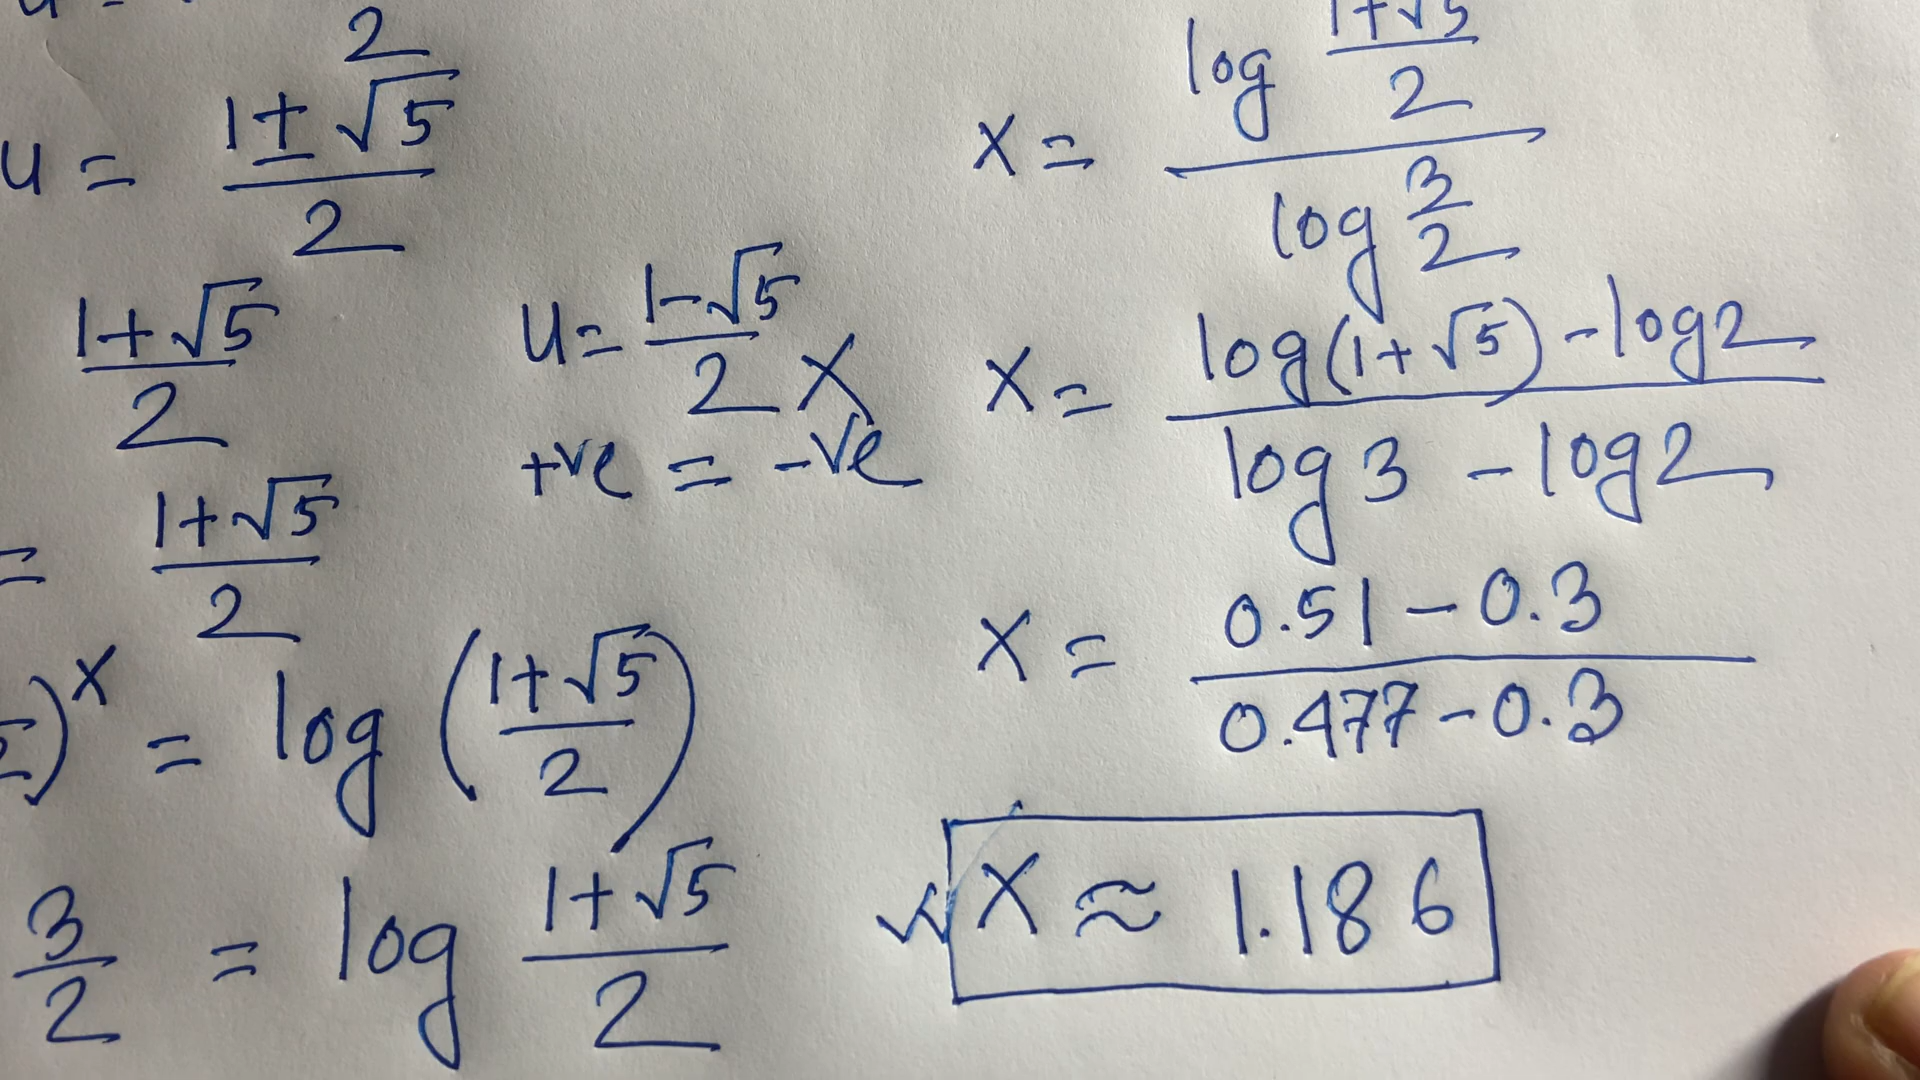 2
u = 1 ± √5 / 2
1 + √5 / 2
u = 1 - √5 / 2 X
+ve = -ve
= 1 + √5 / 2
)^x = log (1 + √5 / 2)
3 / 2 = log 1 + √5 / 2
x = log 1 + √5 / 2 / log 3 / 2
x = log(1 + √5) - log2 / log 3 - log2
x = 0.51 - 0.3 / 0.477 - 0.3
x ≈ 1.186